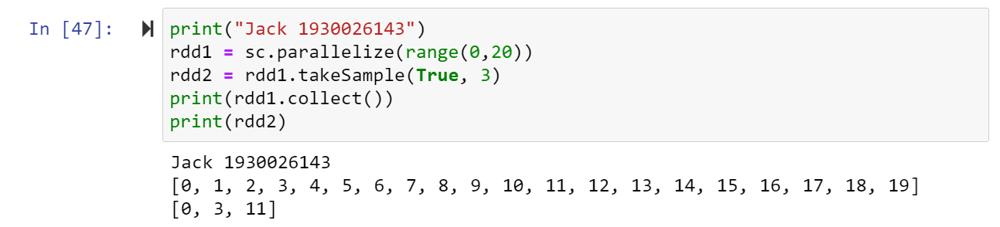 In [47]: print("Jack 1930026143")
rdd1 = sc.parallelize(range(0,20))
rdd2 = rdd1.takeSample(True, 3)
print(rdd1.collect())
print(rdd2)
Jack 1930026143
[0, 1, 2, 3, 4, 5, 6, 7, 8, 9, 10, 11, 12, 13, 14, 15, 16, 17, 18, 19]
[0, 3, 11]